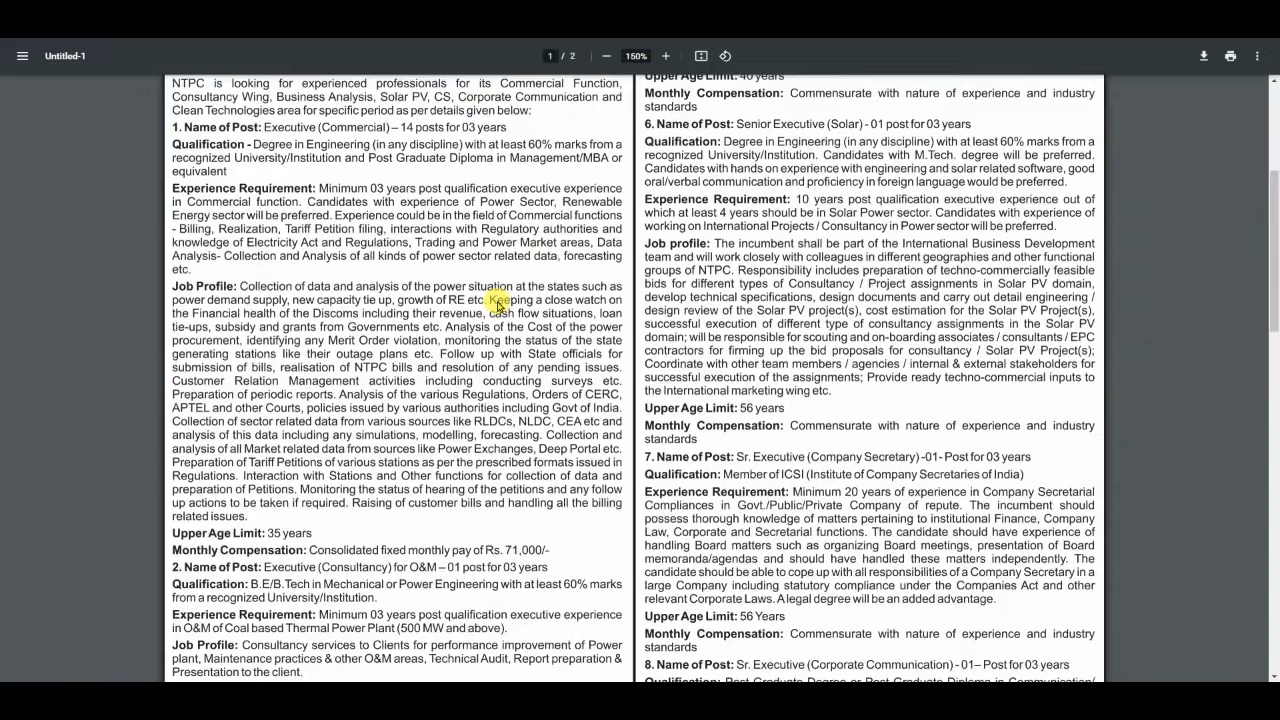 Untitled-1
1 / 2
150%
NTPC is looking for experienced professionals for its Commercial Function,
Consultancy Wing, Business Analysis, Solar PV, CS, Corporate Communication and
Clean Technologies area for specific period as per details given below:
1. Name of Post: Executive (Commercial) – 14 posts for 03 years
Qualification - Degree in Engineering (in any discipline) with at least 60% marks from a
recognized University/Institution and Post Graduate Diploma in Management/MBA or
equivalent
Experience Requirement: Minimum 03 years post qualification executive experience
in Commercial function. Candidates with experience of Power Sector, Renewable
Energy sector will be preferred. Experience could be in the field of Commercial functions
- Billing, Realization, Tariff Petition filing, interactions with Regulatory authorities and
knowledge of Electricity Act and Regulations, Trading and Power Market areas, Data
Analysis- Collection and Analysis of all kinds of power sector related data, forecasting
etc.
Job Profile: Collection of data and analysis of the power situation at the states such as
power demand supply, new capacity tie up, growth of RE etc. Keeping a close watch on
the Financial health of the Discoms including their revenue, cash flow situations, loan
tie-ups, subsidy and grants from Governments etc. Analysis of the Cost of the power
procurement, identifying any Merit Order violation, monitoring the status of the state
generating stations like their outage plans etc. Follow up with State officials for
submission of bills, realisation of NTPC bills and resolution of any pending issues.
Customer Relation Management activities including conducting surveys etc.
Preparation of periodic reports. Analysis of the various Regulations, Orders of CERC,
APTEL and other Courts, policies issued by various authorities including Govt of India.
Collection of sector related data from various sources like RLDCs, NLDC, CEA etc and
analysis of this data including any simulations, modelling, forecasting. Collection and
analysis of all Market related data from sources like Power Exchanges, Deep Portal etc.
Preparation of Tariff Petitions of various stations as per the prescribed formats issued in
Regulations. Interaction with Stations and Other functions for collection of data and
preparation of Petitions. Monitoring the status of hearing of the petitions and any follow
up actions to be taken if required. Raising of customer bills and handling all the billing
related issues.
Upper Age Limit: 35 years
Monthly Compensation: Consolidated fixed monthly pay of Rs. 71,000/-
2. Name of Post: Executive (Consultancy) for O&M – 01 post for 03 years
Qualification: B.E/B.Tech in Mechanical or Power Engineering with at least 60% marks
from a recognized University/Institution.
Experience Requirement: Minimum 03 years post qualification executive experience
in O&M of Coal based Thermal Power Plant (500 MW and above).
Job Profile: Consultancy services to Clients for performance improvement of Power
plant, Maintenance practices & other O&M areas, Technical Audit, Report preparation &
Presentation to the client.
Upper Age Limit: 40 years
Monthly Compensation: Commensurate with nature of experience and industry
standards
6. Name of Post: Senior Executive (Solar) - 01 post for 03 years
Qualification: Degree in Engineering (in any discipline) with at least 60% marks from a
recognized University/Institution. Candidates with M.Tech. degree will be preferred.
Candidates with hands on experience with engineering and solar related software, good
oral/verbal communication and proficiency in foreign language would be preferred.
Experience Requirement: 10 years post qualification executive experience out of
which at least 4 years should be in Solar Power sector. Candidates with experience of
working on International Projects / Consultancy in Power sector will be preferred.
Job profile: The incumbent shall be part of the International Business Development
team and will work closely with colleagues in different geographies and other functional
groups of NTPC. Responsibility includes preparation of techno-commercially feasible
bids for different types of Consultancy / Project assignments in Solar PV domain,
develop technical specifications, design documents and carry out detail engineering /
design review of the Solar PV project(s), cost estimation for the Solar PV Project(s),
successful execution of different type of consultancy assignments in the Solar PV
domain; will be responsible for scouting and on-boarding associates / consultants / EPC
contractors for firming up the bid proposals for consultancy / Solar PV Project(s);
Coordinate with other team members / agencies / internal & external stakeholders for
successful execution of the assignments; Provide ready techno-commercial inputs to
the International marketing wing etc.
Upper Age Limit: 56 years
Monthly Compensation: Commensurate with nature of experience and industry
standards
7. Name of Post: Sr. Executive (Company Secretary) -01- Post for 03 years
Qualification: Member of ICSI (Institute of Company Secretaries of India)
Experience Requirement: Minimum 20 years of experience in Company Secretarial
Compliances in Govt./Public/Private Company of repute. The incumbent should
possess thorough knowledge of matters pertaining to institutional Finance, Company
Law, Corporate and Secretarial functions. The candidate should have experience of
handling Board matters such as organizing Board meetings, presentation of Board
memoranda/agendas and should have handled these matters independently. The
candidate should be able to cope up with all responsibilities of a Company Secretary in a
large Company including statutory compliance under the Companies Act and other
relevant Corporate Laws. A legal degree will be an added advantage.
Upper Age Limit: 56 Years
Monthly Compensation: Commensurate with nature of experience and industry
standards
8. Name of Post: Sr. Executive (Corporate Communication) - 01– Post for 03 years
Qualification: Post Graduate Degree or Post Graduate Diploma in Communication/